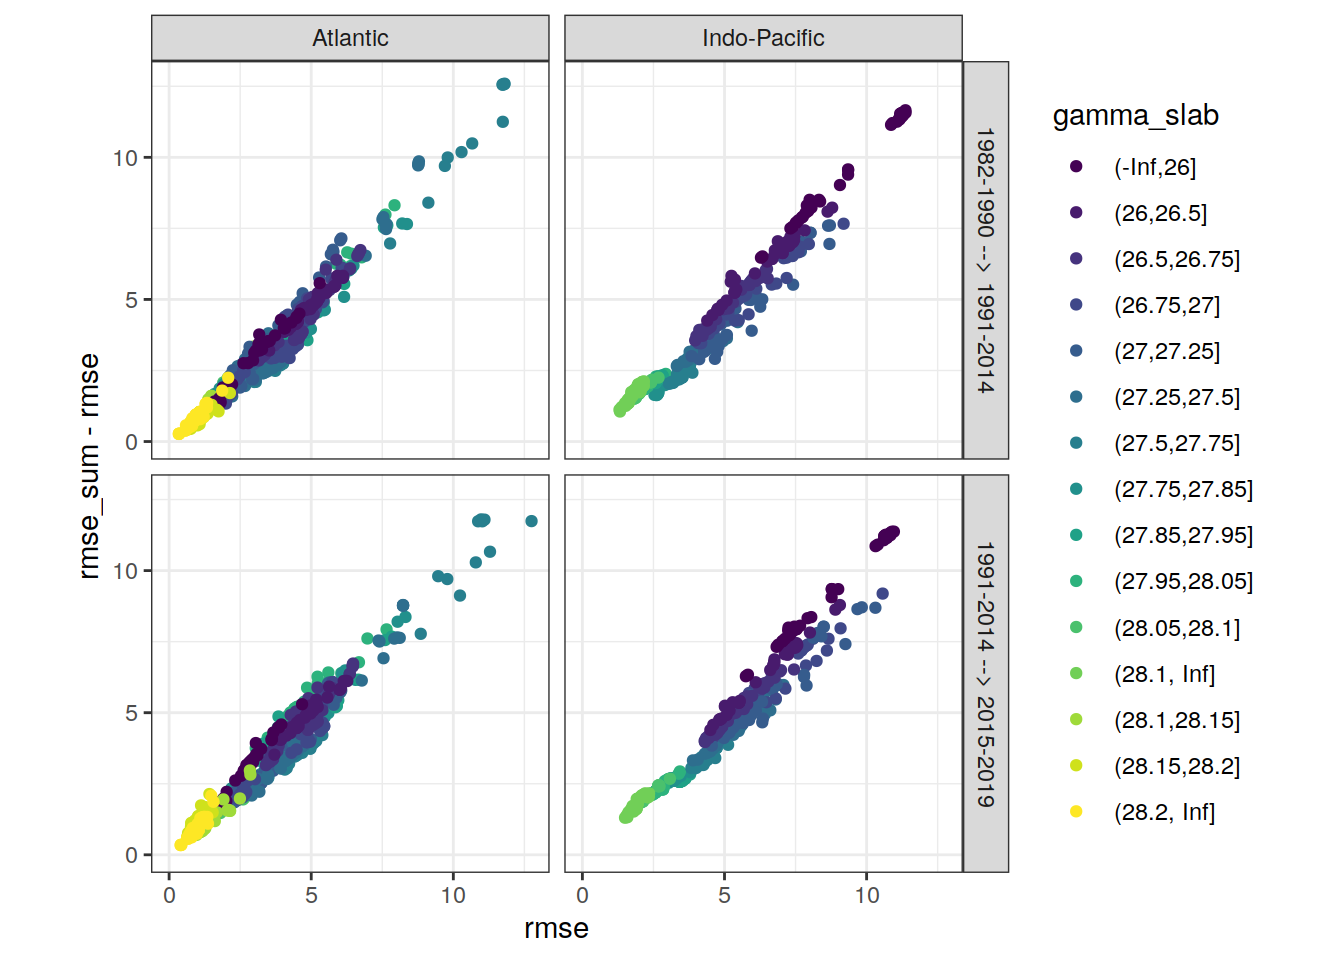 Atlantic
Indo-Pacific
1982-1990 --> 1991-2014
1991-2014 --> 2015-2019
rmse_sum - rmse
10
5
0
10
5
0
0
5
10
0
5
10
rmse
gamma_slab
(-Inf,26]
(26,26.5]
(26.5,26.75]
(26.75,27]
(27,27.25]
(27.25,27.5]
(27.5,27.75]
(27.75,27.85]
(27.85,27.95]
(27.95,28.05]
(28.05,28.1]
(28.1, Inf]
(28.1,28.15]
(28.15,28.2]
(28.2, Inf]